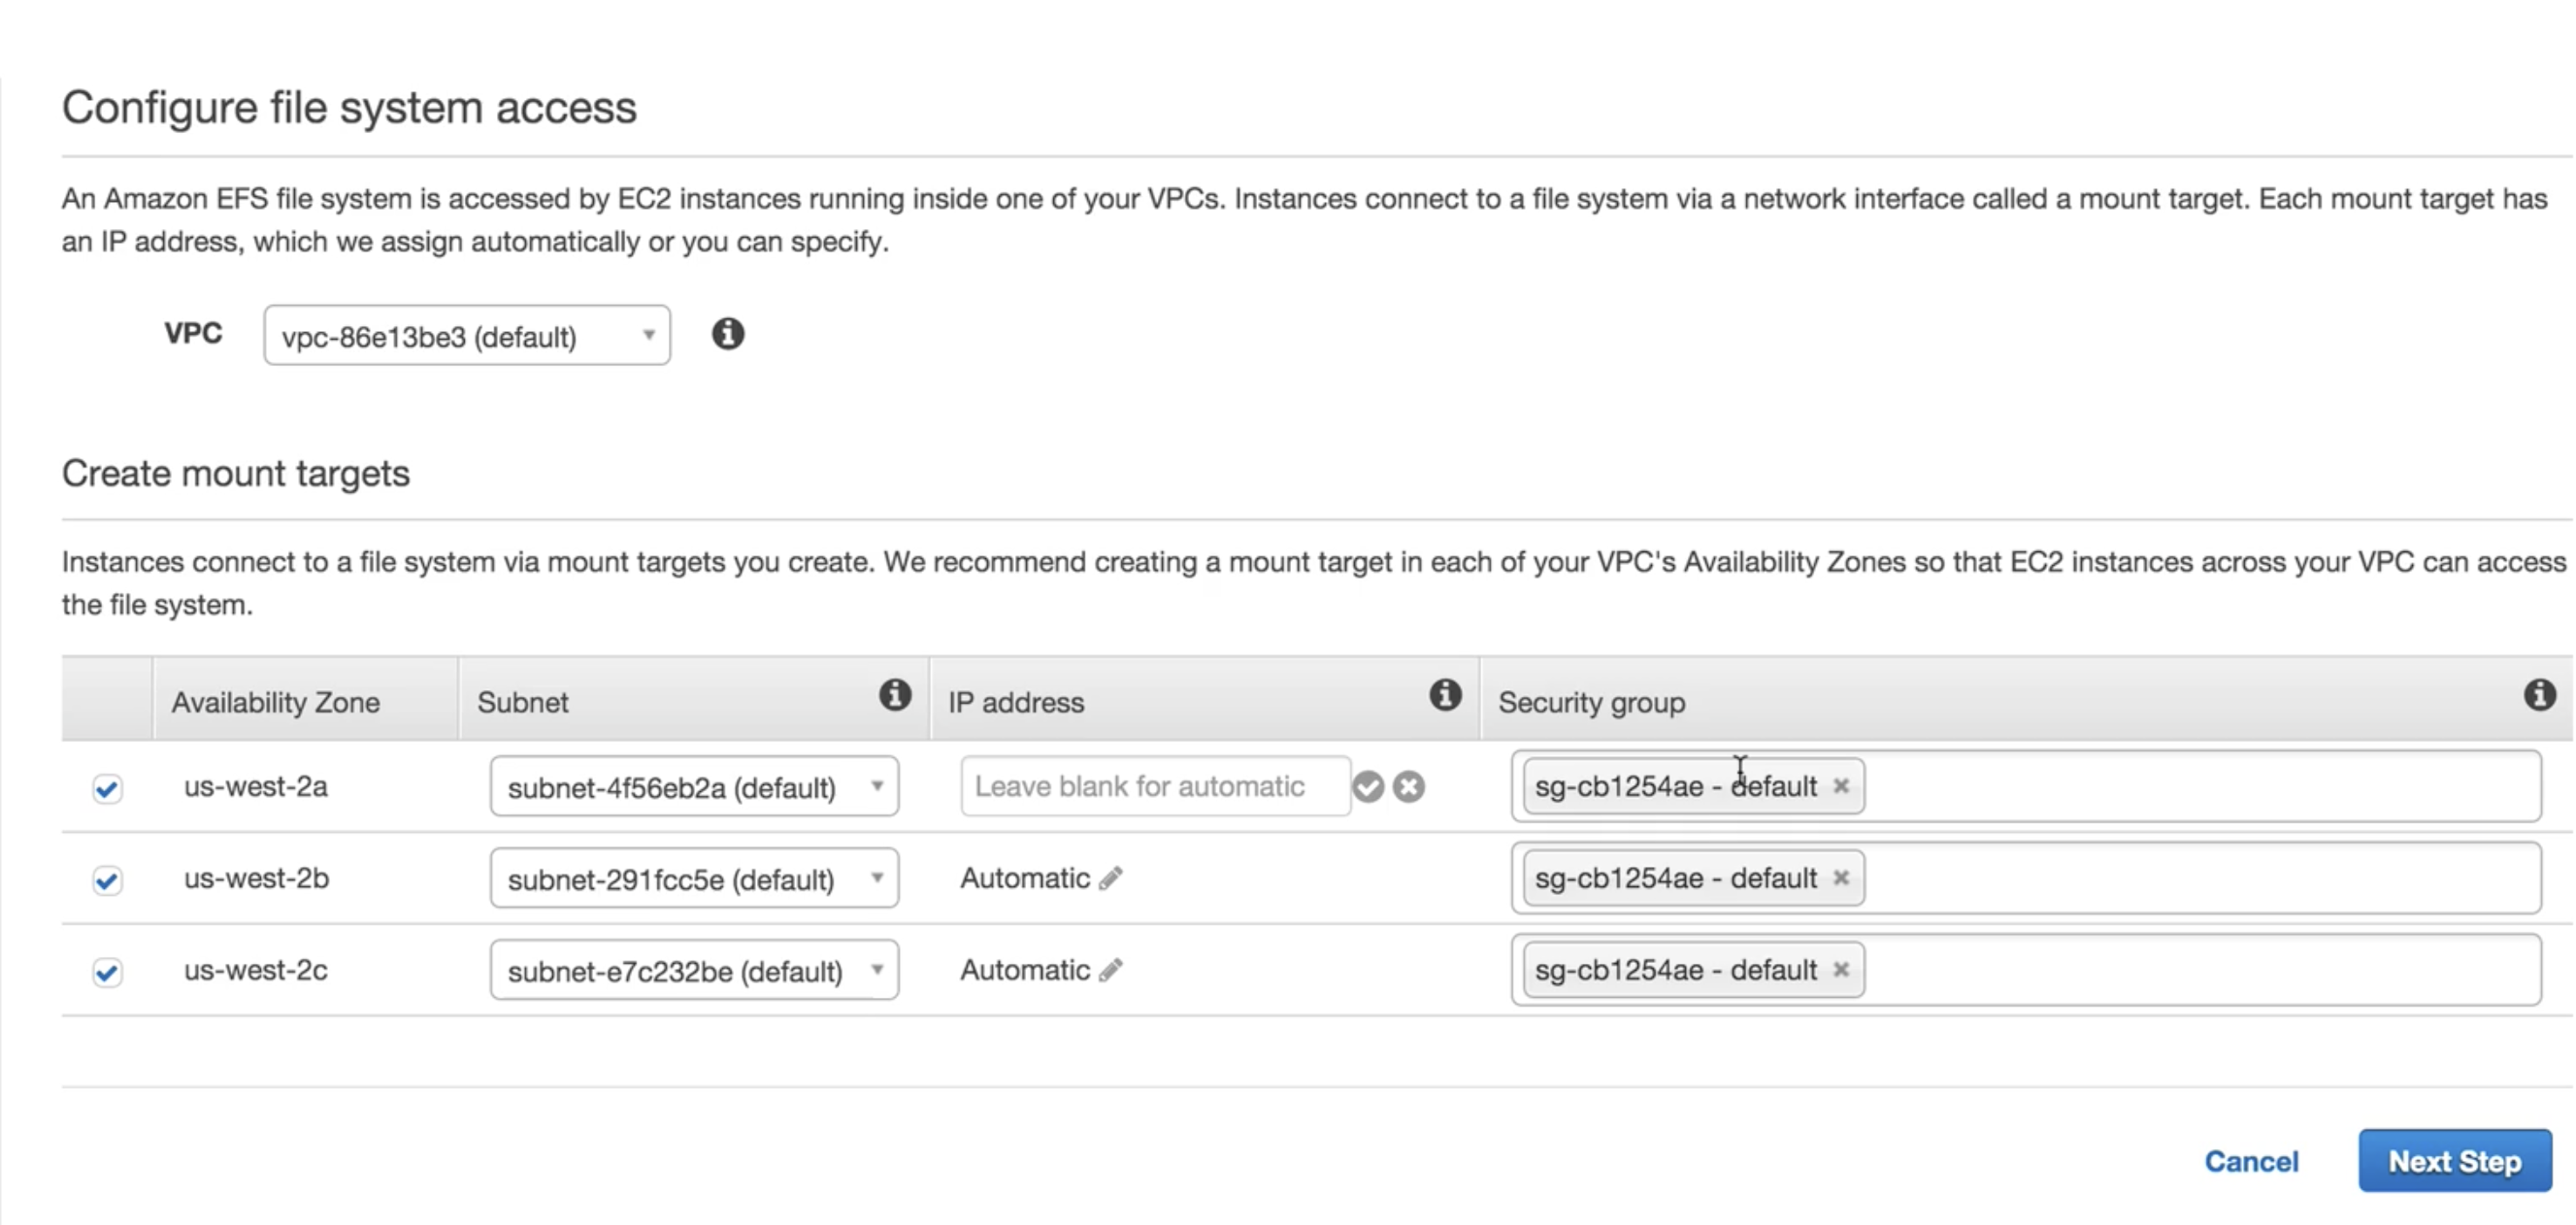 Configure file system access
An Amazon EFS file system is accessed by EC2 instances running inside one of your VPCs. Instances connect to a file system via a network interface called a mount target. Each mount target has
an IP address, which we assign automatically or you can specify.
VPC vpc-86e13be3 (default)
Create mount targets
Instances connect to a file system via mount targets you create. We recommend creating a mount target in each of your VPC's Availability Zones so that EC2 instances across your VPC can access
the file system.
Availability Zone Subnet IP address Security group
us-west-2a subnet-4f56eb2a (default) Leave blank for automatic sg-cb1254ae - default
us-west-2b subnet-291fcc5e (default) Automatic sg-cb1254ae - default
us-west-2c subnet-e7c232be (default) Automatic sg-cb1254ae - default
Cancel Next Step